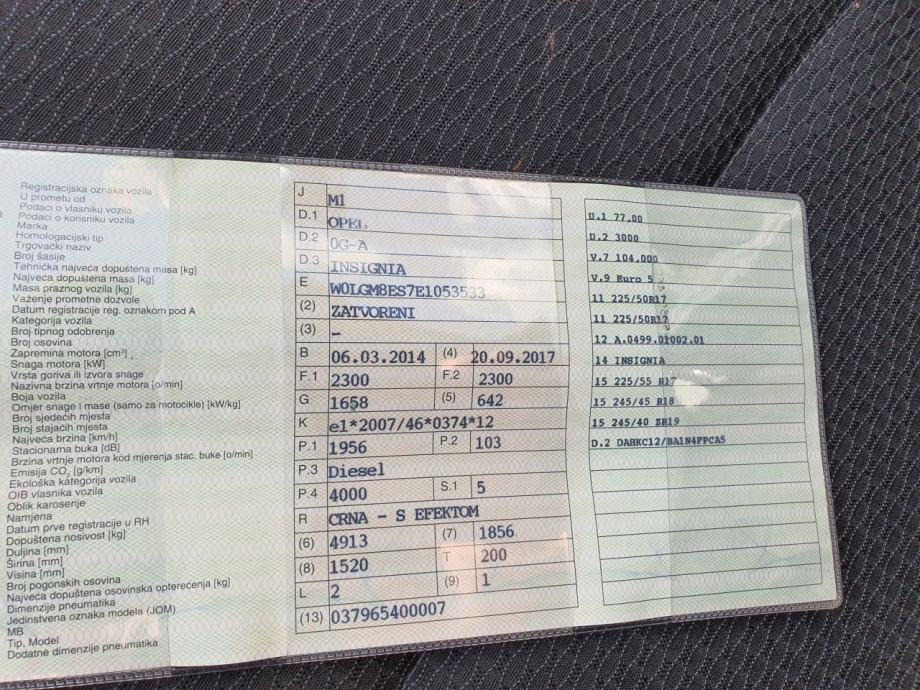 Registracijska oznaka vozila
U prometu od
Podaci o vlasniku vozila
Podaci o korisniku vozila
Marka
Homologacijski tip
Trgovački naziv
Broj šasije
Tehnička najveća dopuštena masa [kg]
Najveća dopuštena masa [kg]
Masa praznog vozila [kg]
Važenje prometne dozvole
Datum registracije reg. oznakom pod A
Kategorija vozila
Broj tipnog odobrenja
Broj osovina
Zapremina motora [cm³]
Snaga motora [kW]
Vrsta goriva ili izvora snage
Nazivna brzina vrtnje motora [o/min]
Boja vozila
Omjer snage i mase (samo za motocikle) [kW/kg]
Broj sjedećih mjesta
Broj stajaćih mjesta
Najveća brzina [km/h]
Stacionarna buka [dB]
Brzina vrtnje motora kod mjerenja stac. buke [o/min]
Emisija CO₂ [g/km]
Ekološka kategorija vozila
OIB vlasnika vozila
Oblik karoserije
Namjena
Datum prve registracije u RH
Dopuštena nosivost [kg]
Duljina [mm]
Širina [mm]
Visina [mm]
Broj pogonskih osovina
Najveća dopuštena osovinska opterećenja [kg]
Dimenzije pneumatika
Jedinstvena oznaka modela (JOM)
MB
Tip, Model
Dodatne dimenzije pneumatika
J M1
D.1 OPEL
D.2 0G-A
D.3 INSIGNIA
E W0LGM8ES7E1053533
(2) ZATVORENI
(3) –
B 06.03.2014 (4) 20.09.2017
F.1 2300 F.2 2300
G 1658 (5) 642
K e1*2007/46*0374*12
P.1 1956 P.2 103
P.3 Diesel
P.4 4000 S.1 5
R CRNA - S EFEKTOM
(6) 4913 (7) 1856
(8) 1520 T 200
L 2 (9) 1
(13) 037965400007
U.1 77,00
U.2 3000
V.7 104,000
V.9 Euro 5
11 225/50R17
11 225/50R17
12 A.0499.01002.01
14 INSIGNIA
15 225/55 R17
15 245/45 R18
15 245/40 ZR19
D.2 DAHKC12/BA1N4FPCA5